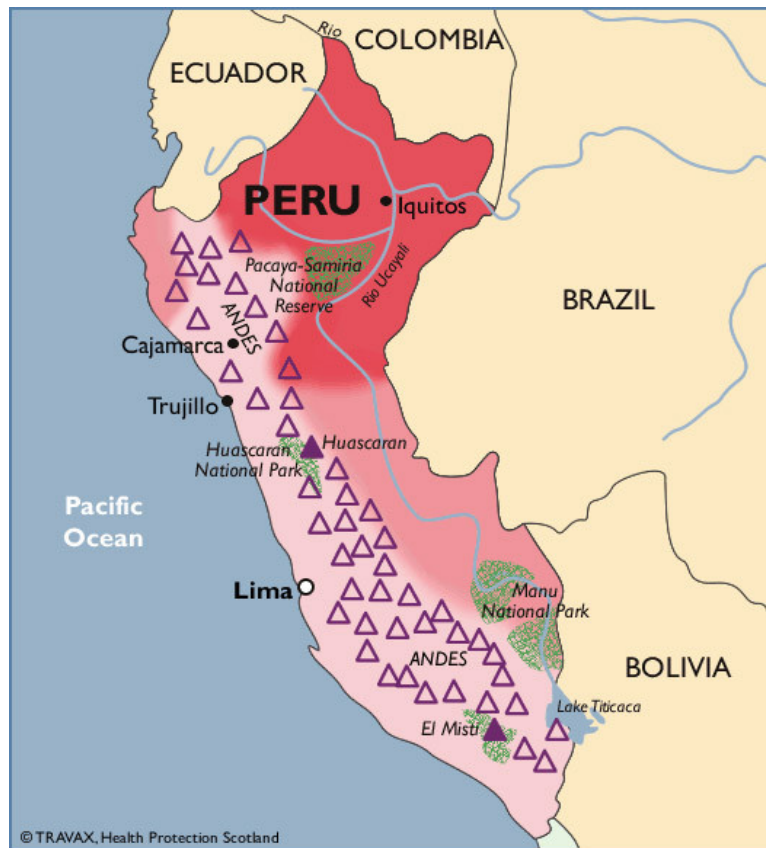 Rio
COLOMBIA
ECUADOR
PERU
Iquitos
Pacaya-Samiria
National
Reserve
Rio Ucayali
BRAZIL
ANDES
Cajamarca
Trujillo
Huascaran
Huascaran
National Park
Pacific
Ocean
Lima
Manu
National Park
ANDES
BOLIVIA
Lake Titicaca
El Misti
© TRAVAX, Health Protection Scotland